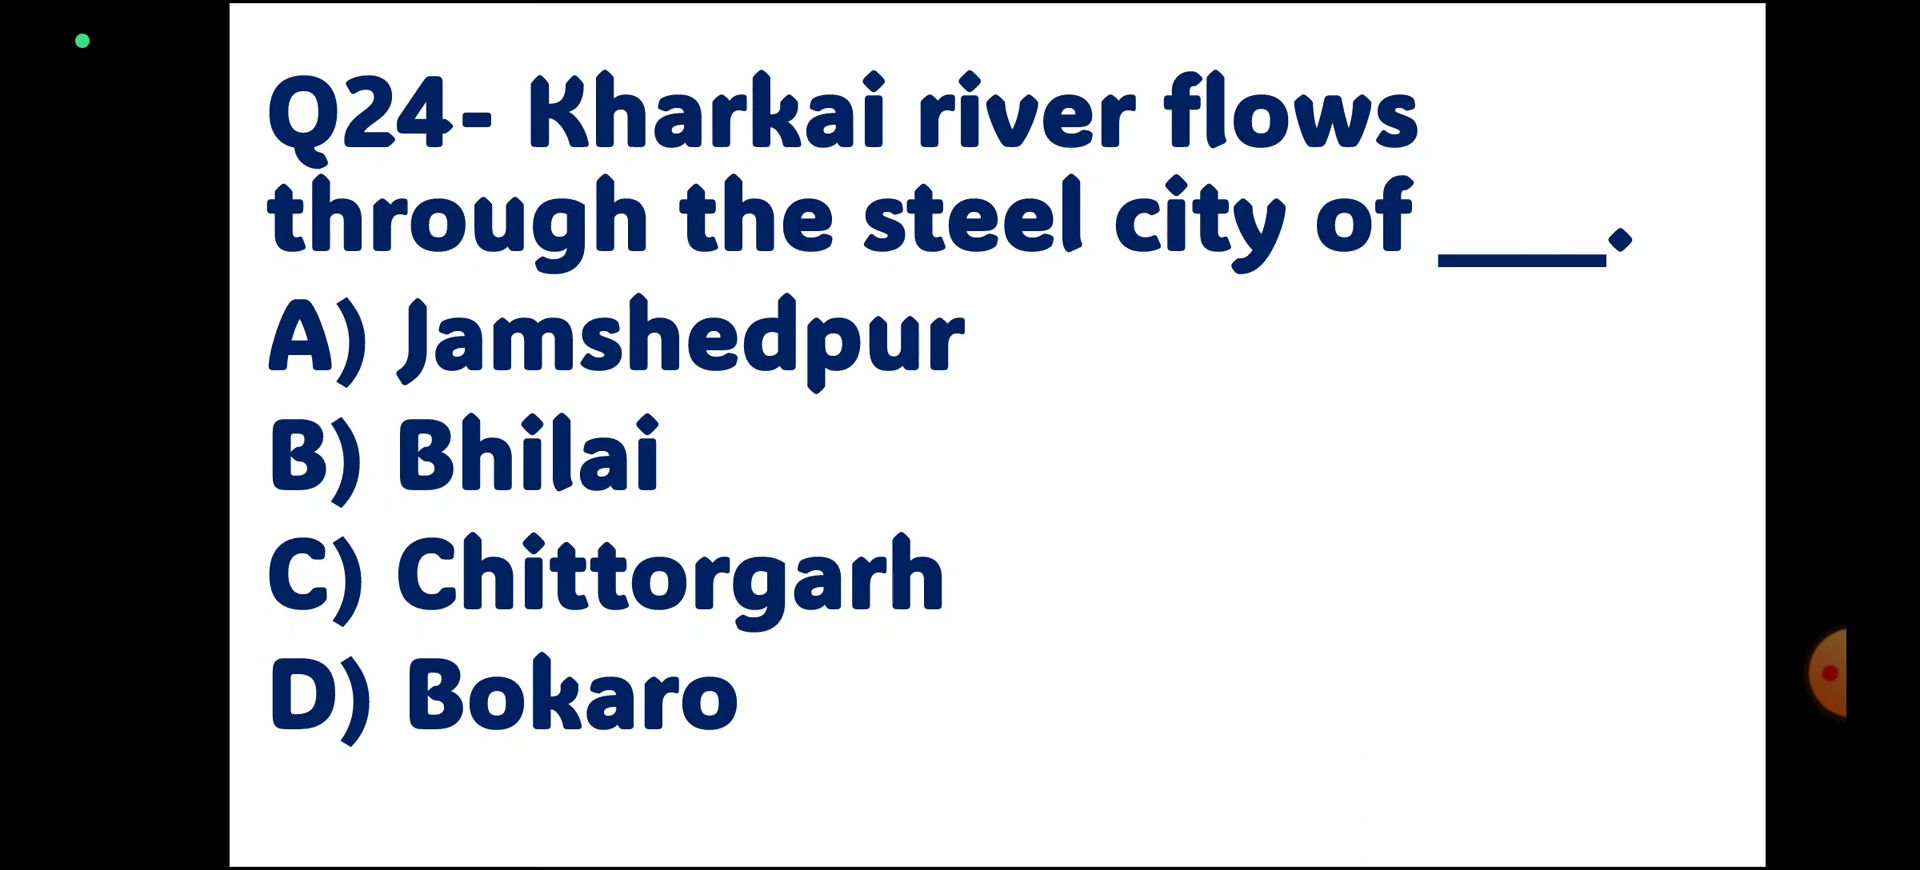 Q24- Kharkai river flows
through the steel city of ____.
A) Jamshedpur
B) Bhilai
C) Chittorgarh
D) Bokaro